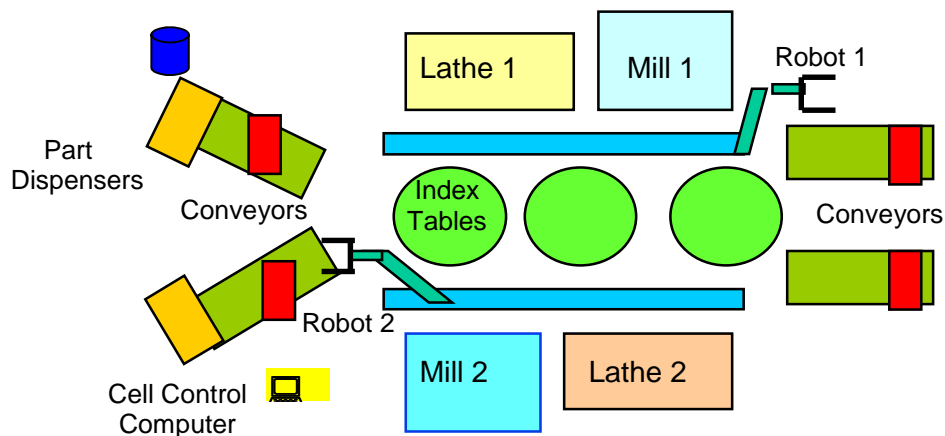 Lathe 1
Mill 1
Robot 1
Part
Dispensers
Conveyors
Index
Tables
Conveyors
Robot 2
Mill 2
Lathe 2
Cell Control
Computer